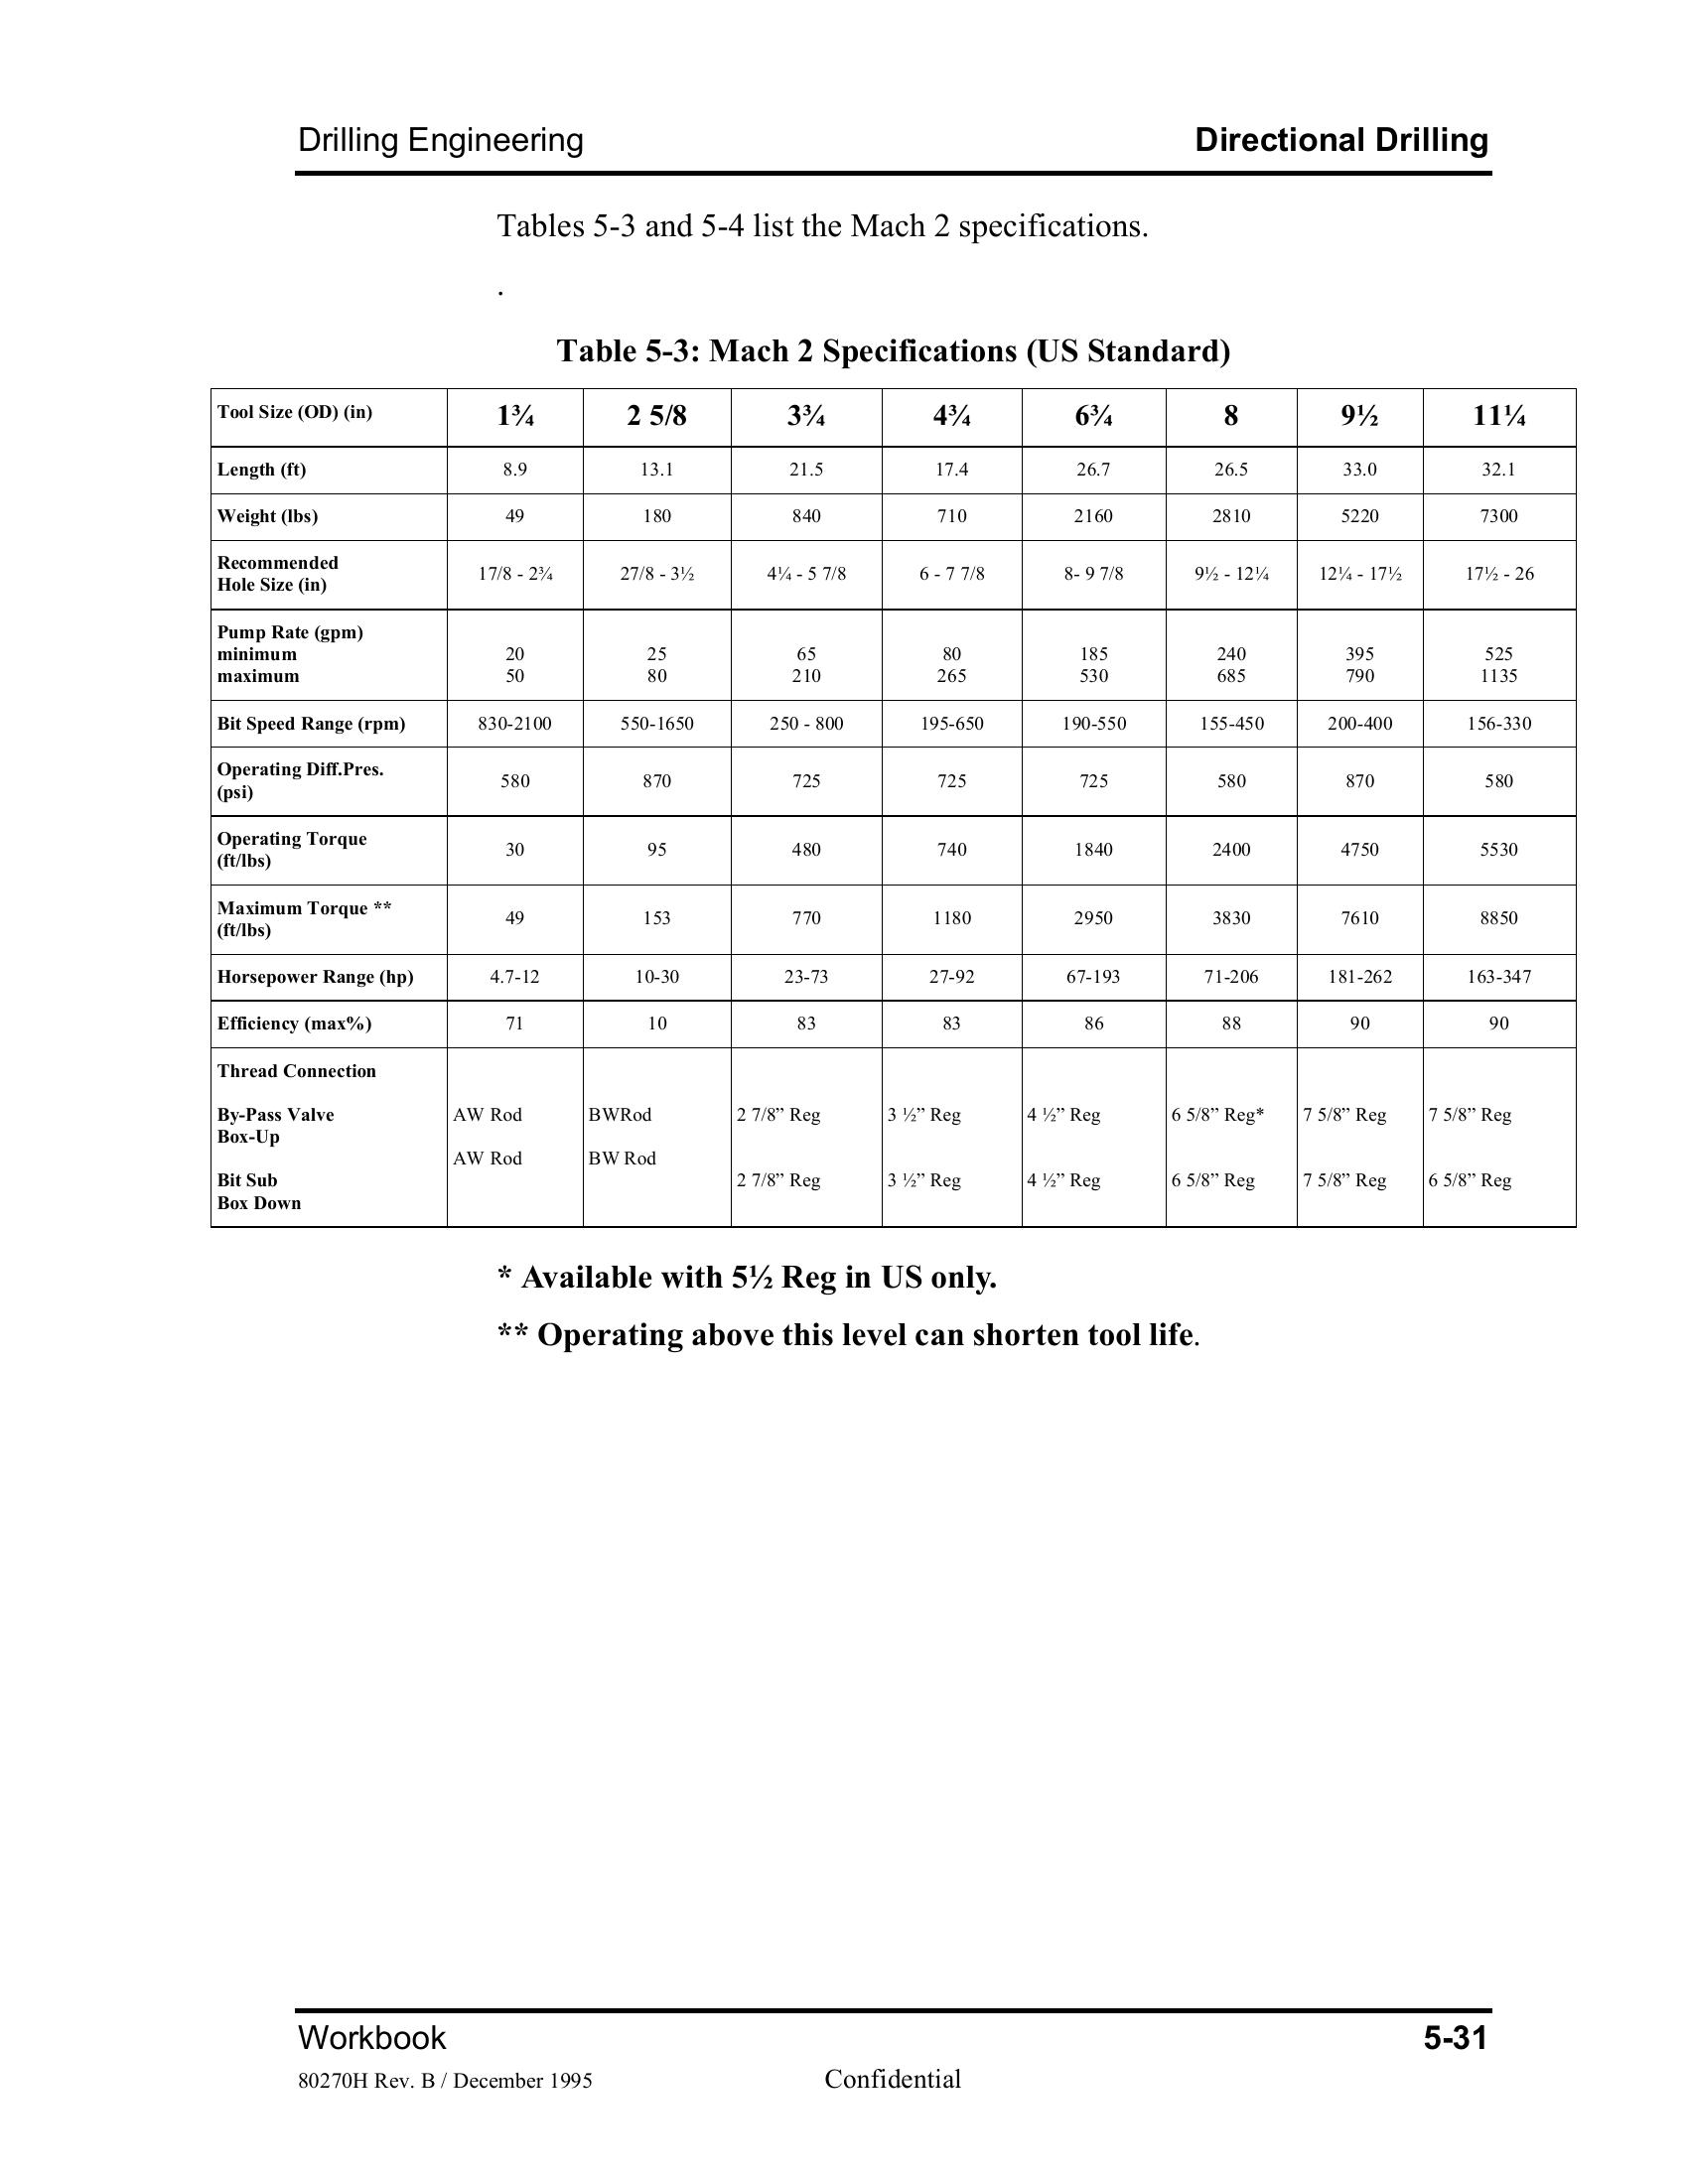 Drilling Engineering Directional Drilling
Tables 5-3 and 5-4 list the Mach 2 specifications.
.
Table 5-3: Mach 2 Specifications (US Standard)
Tool Size (OD) (in) 1¾ 2 5/8 3¾ 4¾ 6¾ 8 9½ 11¼
Length (ft) 8.9 13.1 21.5 17.4 26.7 26.5 33.0 32.1
Weight (lbs) 49 180 840 710 2160 2810 5220 7300
Recommended
Hole Size (in) 17/8 - 2¾ 27/8 - 3½ 4¼ - 5 7/8 6 - 7 7/8 8- 9 7/8 9½ - 12¼ 12¼ - 17½ 17½ - 26
Pump Rate (gpm)
minimum 20 25 65 80 185 240 395 525
maximum 50 80 210 265 530 685 790 1135
Bit Speed Range (rpm) 830-2100 550-1650 250 - 800 195-650 190-550 155-450 200-400 156-330
Operating Diff.Pres.
(psi) 580 870 725 725 725 580 870 580
Operating Torque
(ft/lbs) 30 95 480 740 1840 2400 4750 5530
Maximum Torque **
(ft/lbs) 49 153 770 1180 2950 3830 7610 8850
Horsepower Range (hp) 4.7-12 10-30 23-73 27-92 67-193 71-206 181-262 163-347
Efficiency (max%) 71 10 83 83 86 88 90 90
Thread Connection
By-Pass Valve AW Rod BWRod 2 7/8” Reg 3 ½” Reg 4 ½” Reg 6 5/8” Reg* 7 5/8” Reg 7 5/8” Reg
Box-Up
AW Rod BW Rod
Bit Sub 2 7/8” Reg 3 ½” Reg 4 ½” Reg 6 5/8” Reg 7 5/8” Reg 6 5/8” Reg
Box Down
* Available with 5½ Reg in US only.
** Operating above this level can shorten tool life.
Workbook 5-31
80270H Rev. B / December 1995 Confidential